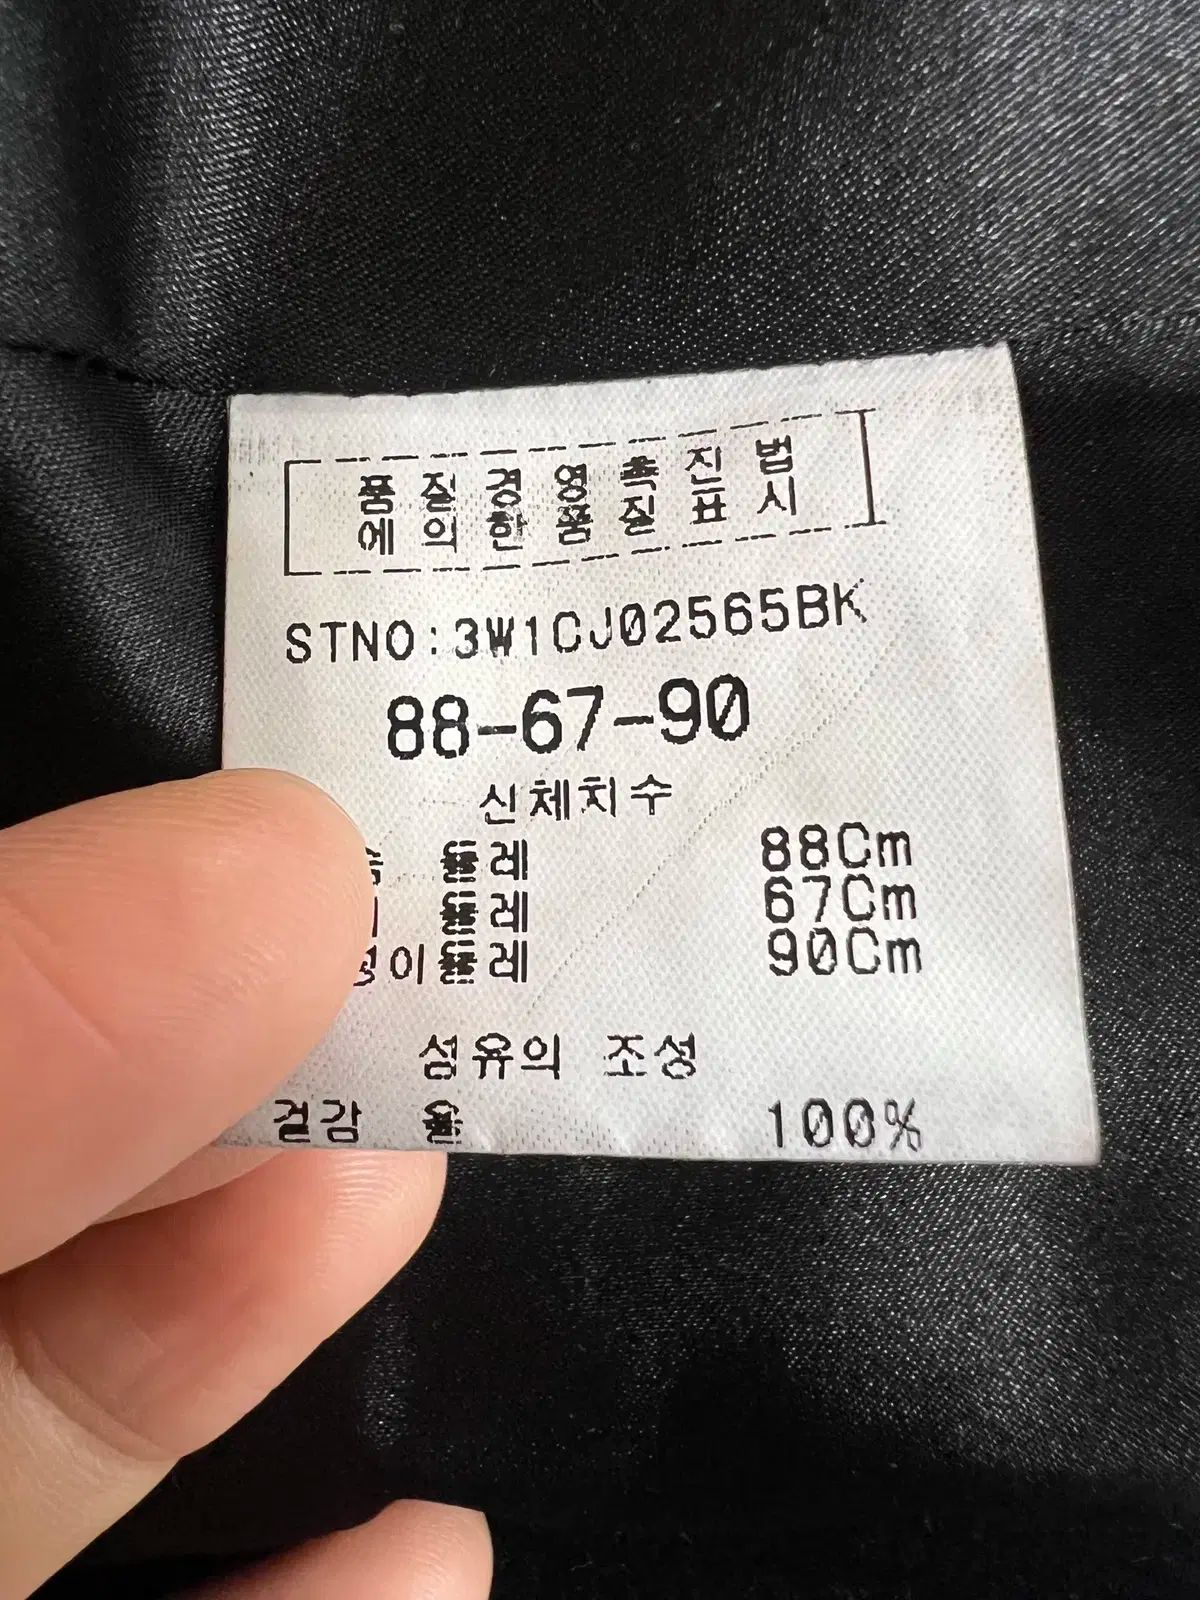 품질경영촉진법
에의한품질표시
STNO:3W1CJ02565BK
88-67-90
신체치수
둘레 88Cm
둘레 67Cm
둘레 90Cm
섬유의 조성
겉감 울 100%